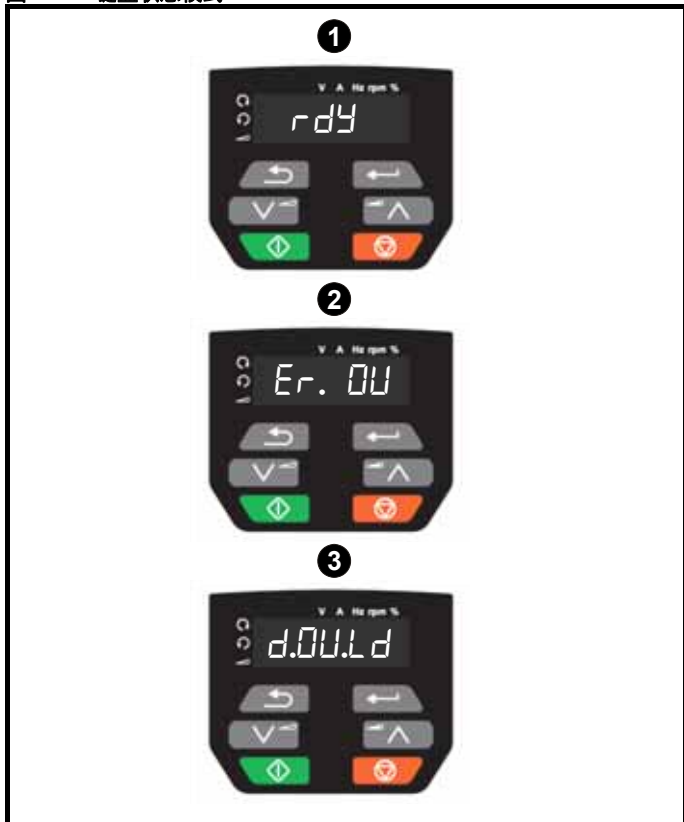 1
V A Hz rpm %
rdY
2
V A Hz rpm %
Er. OU
3
V A Hz rpm %
d.OU.Ld